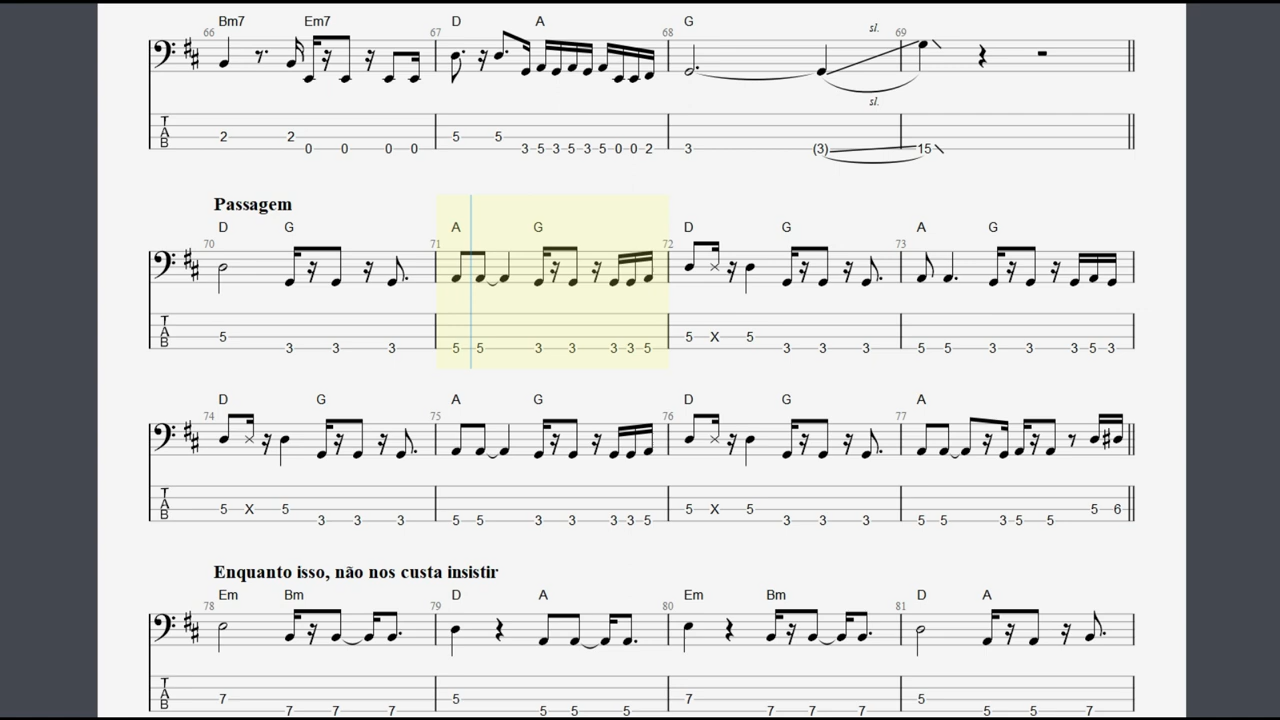 Bm7 Em7 D A G
66 67 68 69
sl.
sl.
T
A
B
2 2 0 0 0 0 5 5 3 5 3 5 3 5 0 0 2 3 (3) 15
Passagem
D G A G D G A G
70 71 72 73
T
A
B
5 3 3 3 5 5 3 3 3 3 5 5 X 5 3 3 3 5 5 3 3 3 5 3
D G A G D G A
74 75 76 77
T
A
B
5 X 5 3 3 3 5 5 3 3 3 3 5 5 X 5 3 3 3 5 5 3 5 5 5 6
Enquanto isso, não nos custa insistir
Em Bm D A Em Bm D A
78 79 80 81
T
A
B
7 7 7 7 5 5 5 5 7 7 7 7 5 5 5 7